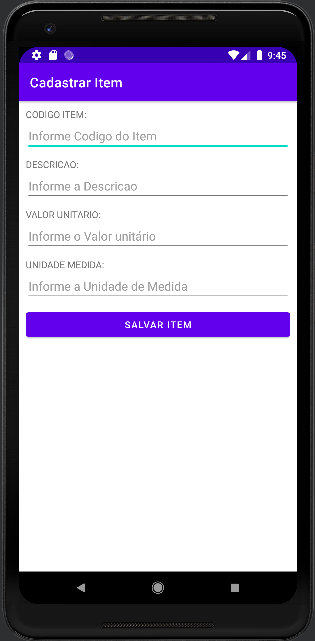 9:45
Cadastrar Item
CODIGO ITEM:
Informe Codigo do Item
DESCRICAO:
Informe a Descricao
VALOR UNITARIO:
Informe o Valor unitário
UNIDADE MEDIDA:
Informe a Unidade de Medida
SALVAR ITEM